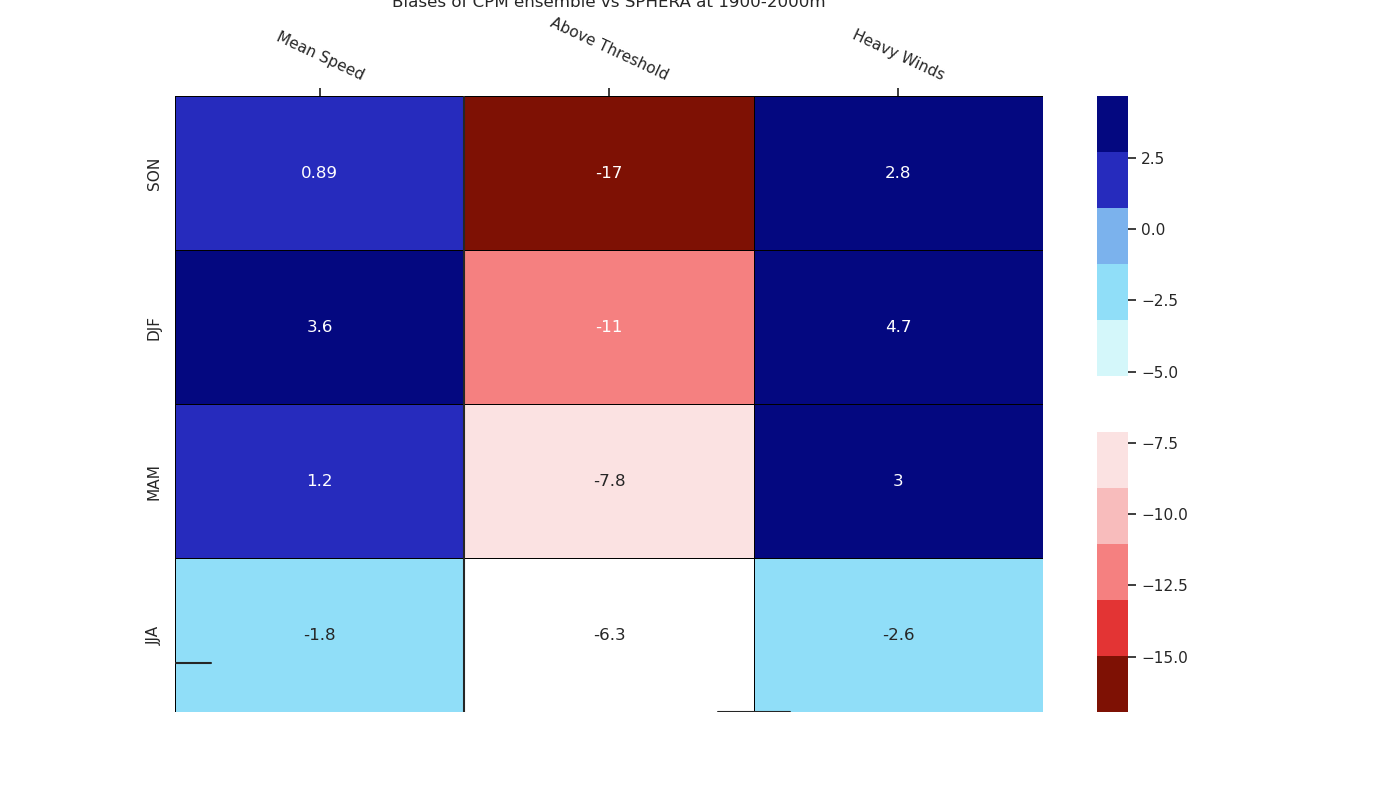 Biases of CPM ensemble vs SPHERA at 1900-2000m
Mean Speed Above Threshold Heavy Winds
SON 0.89 -17 2.8
DJF 3.6 -11 4.7
MAM 1.2 -7.8 3
JJA -1.8 -6.3 -2.6
2.5
0.0
−2.5
−5.0
−7.5
−10.0
−12.5
−15.0